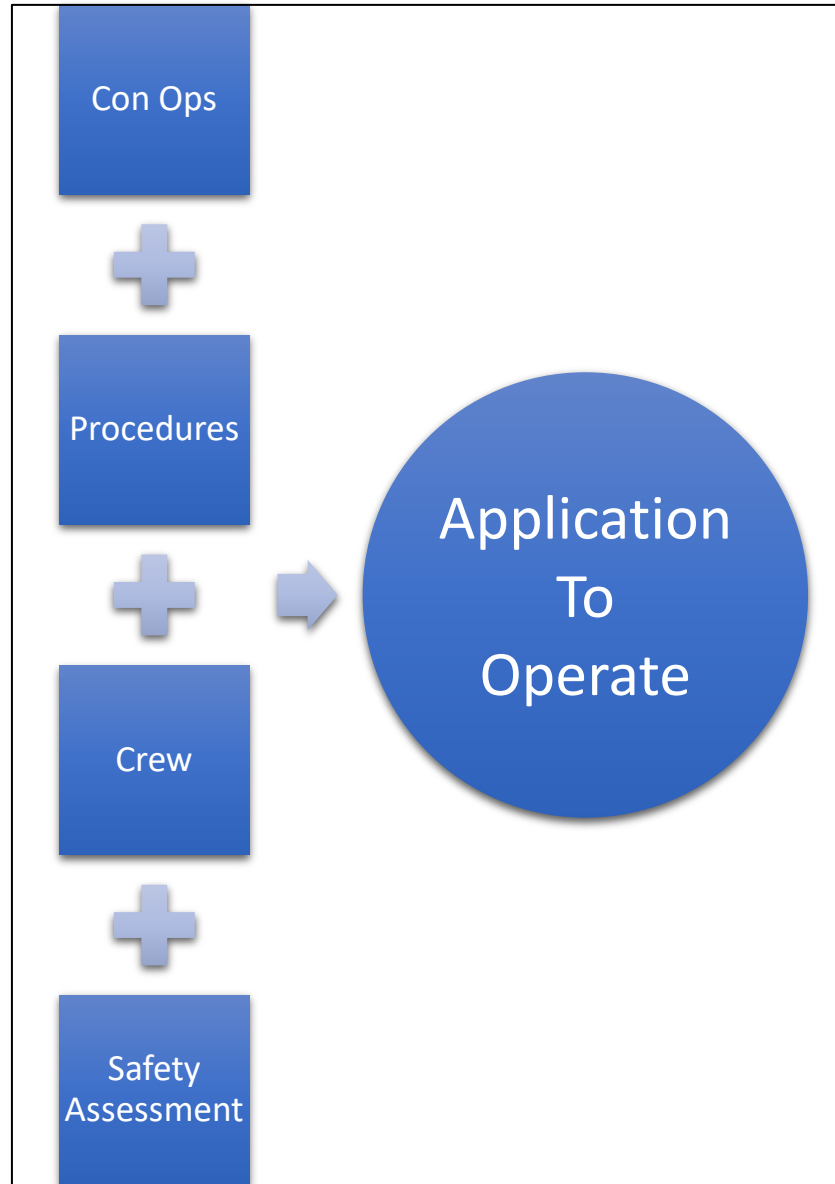 Con Ops
Procedures
Crew
Safety
Assessment
Application
To
Operate